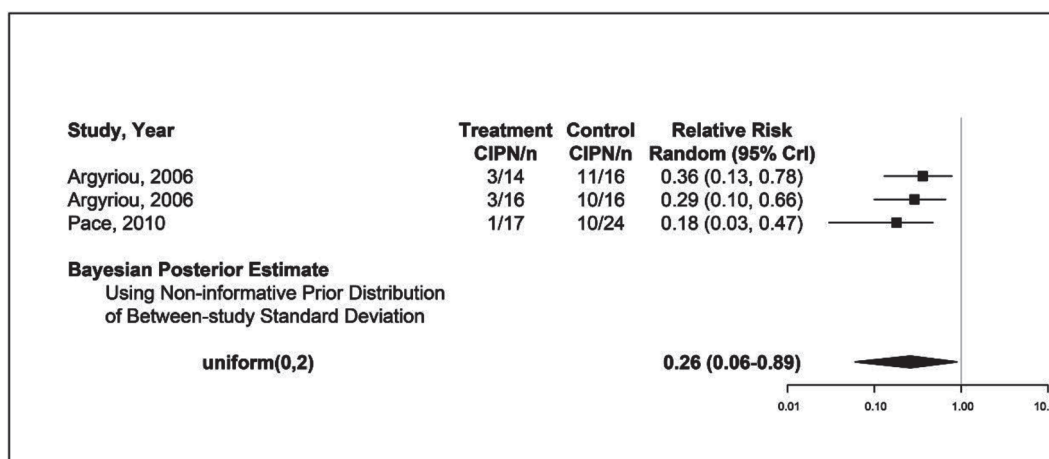 Study, Year Treatment Control Relative Risk
CIPN/n CIPN/n Random (95% CrI)
Argyriou, 2006 3/14 11/16 0.36 (0.13, 0.78)
Argyriou, 2006 3/16 10/16 0.29 (0.10, 0.66)
Pace, 2010 1/17 10/24 0.18 (0.03, 0.47)
Bayesian Posterior Estimate
Using Non-informative Prior Distribution
of Between-study Standard Deviation
uniform(0,2) 0.26 (0.06-0.89)
0.01 0.10 1.00 10.